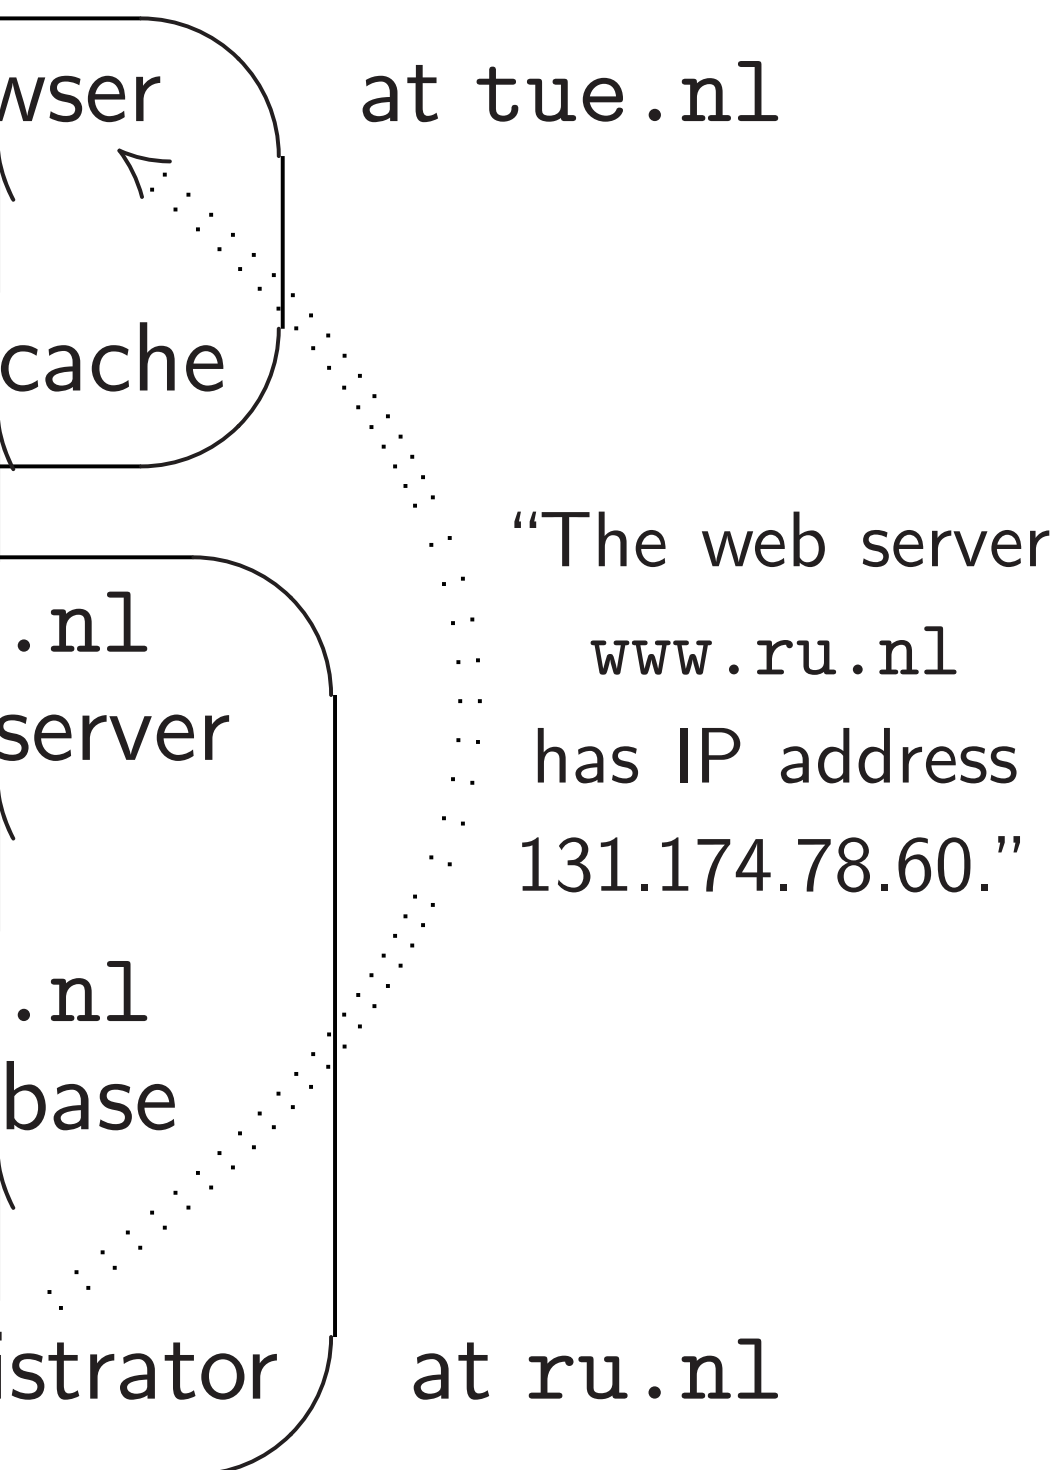 wser at tue.nl
cache
“The web server
.nl
www.ru.nl
server
has IP address
131.174.78.60.”
.nl
base
istrator at ru.nl